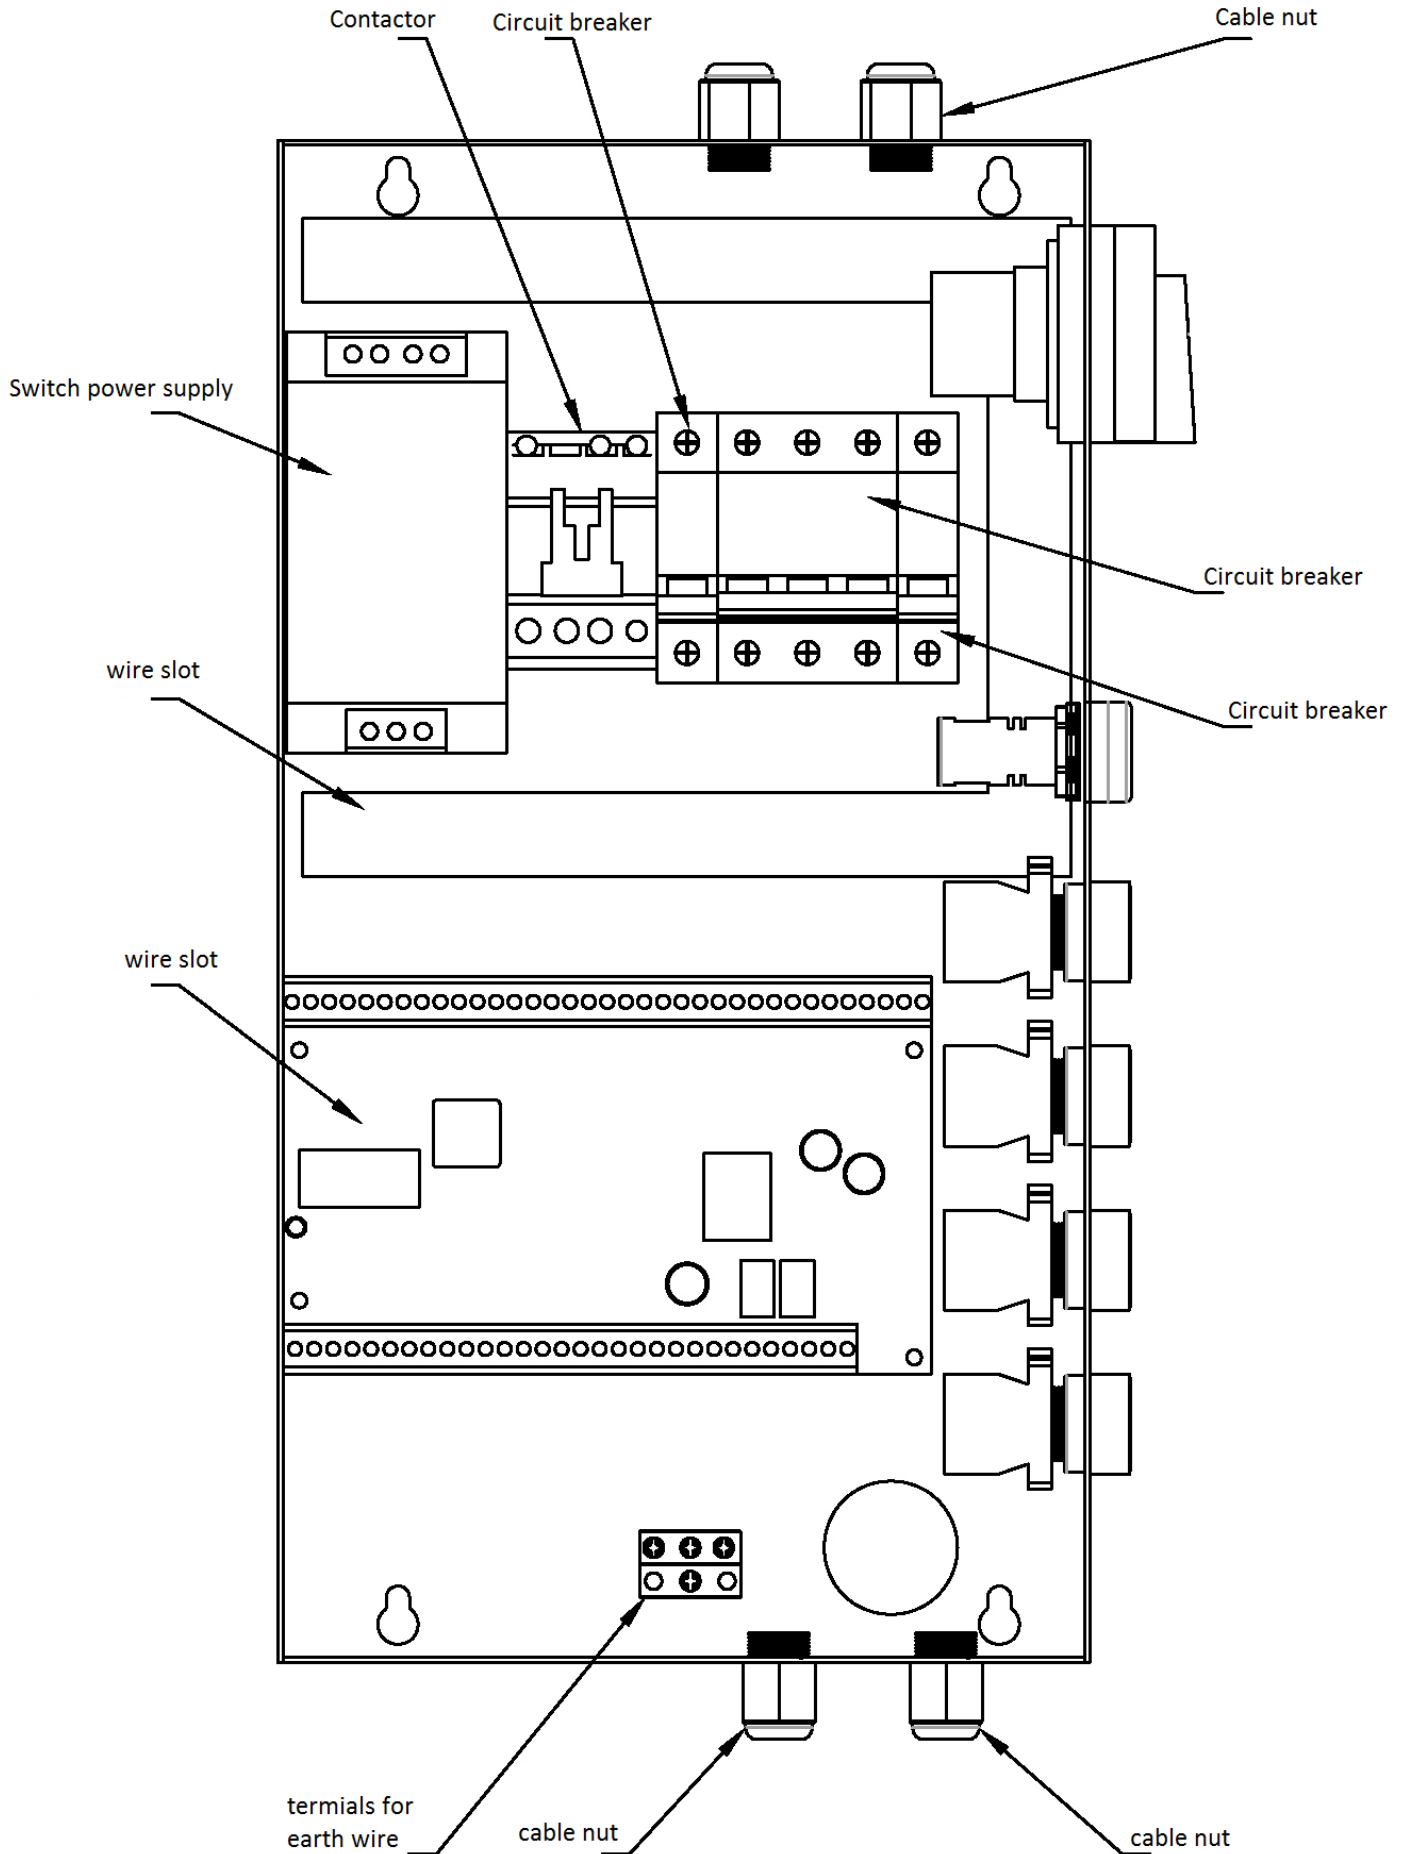 Contactor
Circuit breaker
Cable nut
Switch power supply
Circuit breaker
wire slot
Circuit breaker
wire slot
termials for
earth wire
cable nut
cable nut